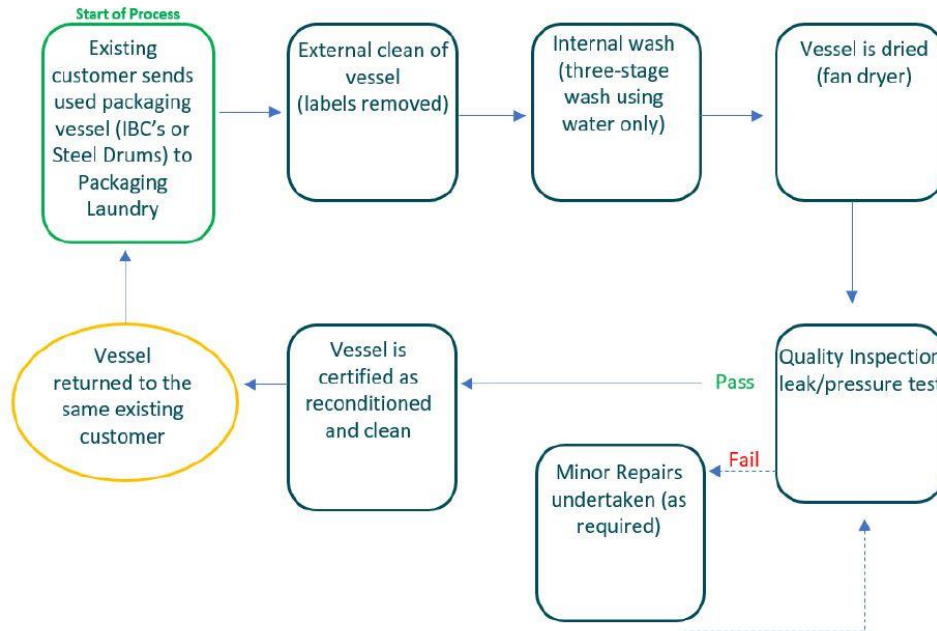 Start of Process
Existing
customer sends
used packaging
vessel (IBC's or
Steel Drums) to
Packaging
Laundry
External clean of
vessel
(labels removed)
Internal wash
(three-stage
wash using
water only)
Vessel is dried
(fan dryer)
Quality Inspection
leak/pressure test
Pass
Fail
Minor Repairs
undertaken (as
required)
Vessel is
certified as
reconditioned
and clean
Vessel
returned to the
same existing
customer